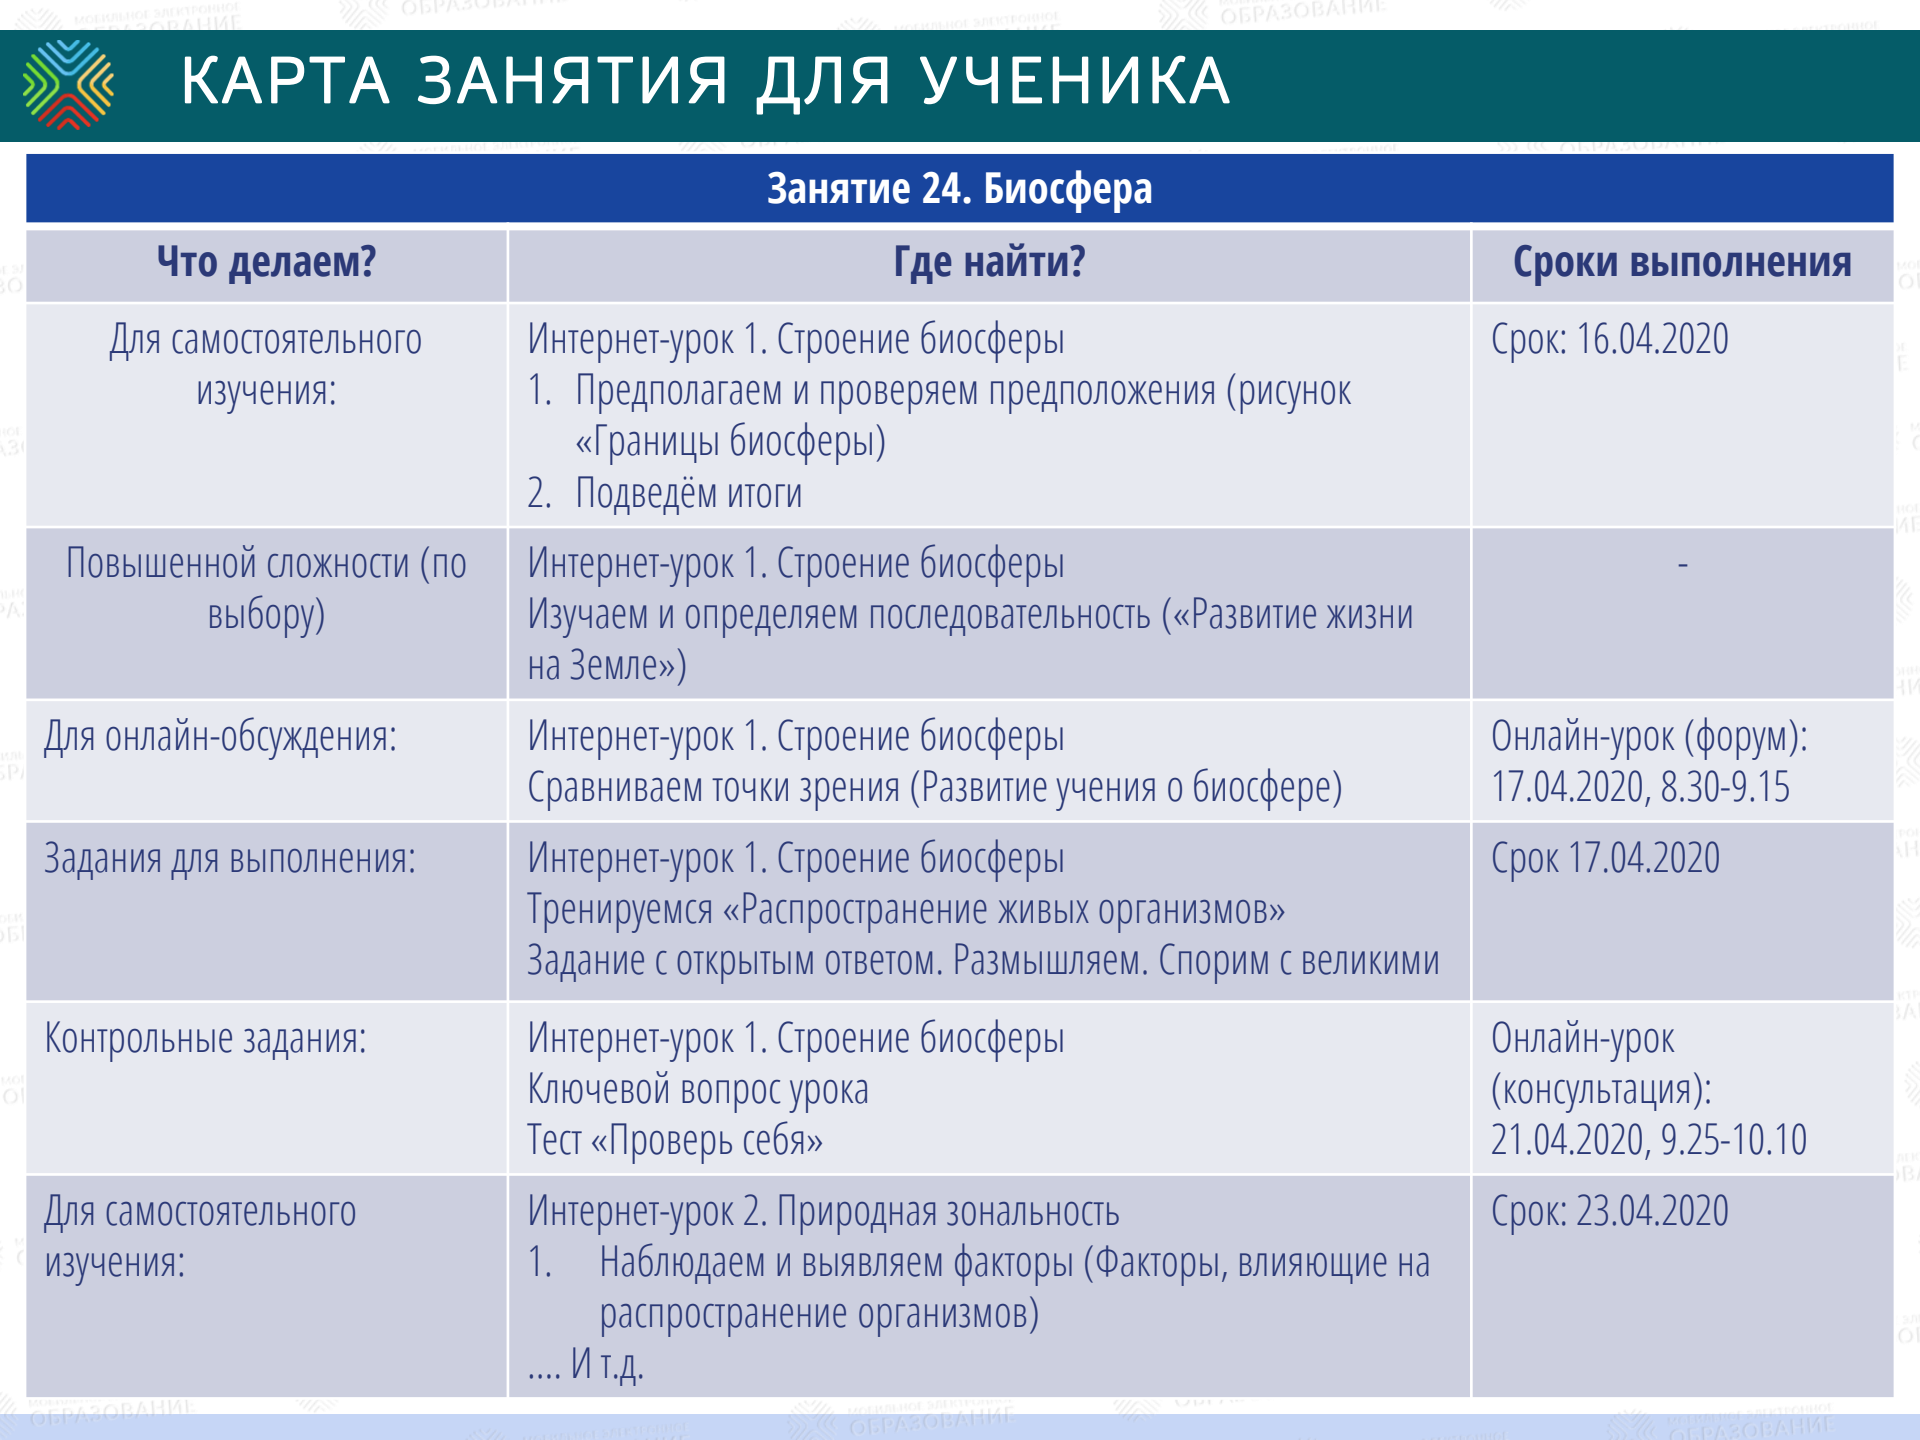 КАРТА ЗАНЯТИЯ ДЛЯ УЧЕНИКА
Занятие 24. Биосфера
Что делаем?
Где найти?
Сроки выполнения
Для самостоятельного
изучения:
Интернет-урок 1. Строение биосферы
1. Предполагаем и проверяем предположения (рисунок
«Границы биосферы)
2. Подведём итоги
Срок: 16.04.2020
Повышенной сложности (по
выбору)
Интернет-урок 1. Строение биосферы
Изучаем и определяем последовательность («Развитие жизни
на Земле»)
-
Для онлайн-обсуждения:
Интернет-урок 1. Строение биосферы
Сравниваем точки зрения (Развитие учения о биосфере)
Онлайн-урок (форум):
17.04.2020, 8.30-9.15
Задания для выполнения:
Интернет-урок 1. Строение биосферы
Тренируемся «Распространение живых организмов»
Задание с открытым ответом. Размышляем. Спорим с великими
Срок 17.04.2020
Контрольные задания:
Интернет-урок 1. Строение биосферы
Ключевой вопрос урока
Тест «Проверь себя»
Онлайн-урок
(консультация):
21.04.2020, 9.25-10.10
Для самостоятельного
изучения:
Интернет-урок 2. Природная зональность
1. Наблюдаем и выявляем факторы (Факторы, влияющие на
распространение организмов)
.... И т.д.
Срок: 23.04.2020